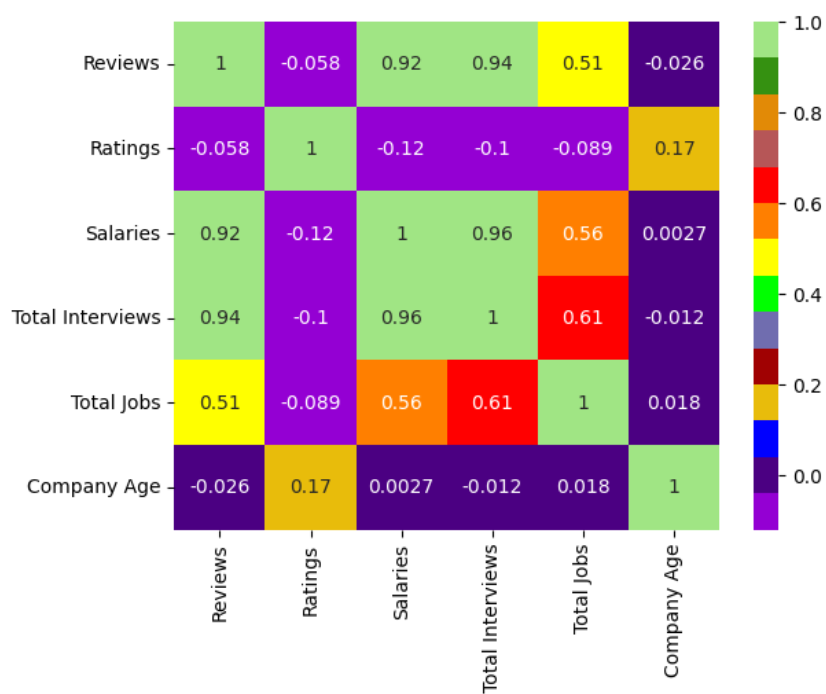 Reviews 1 -0.058 0.92 0.94 0.51 -0.026
Ratings -0.058 1 -0.12 -0.1 -0.089 0.17
Salaries 0.92 -0.12 1 0.96 0.56 0.0027
Total Interviews 0.94 -0.1 0.96 1 0.61 -0.012
Total Jobs 0.51 -0.089 0.56 0.61 1 0.018
Company Age -0.026 0.17 0.0027 -0.012 0.018 1
Reviews
Ratings
Salaries
Total Interviews
Total Jobs
Company Age
1.0
0.8
0.6
0.4
0.2
0.0